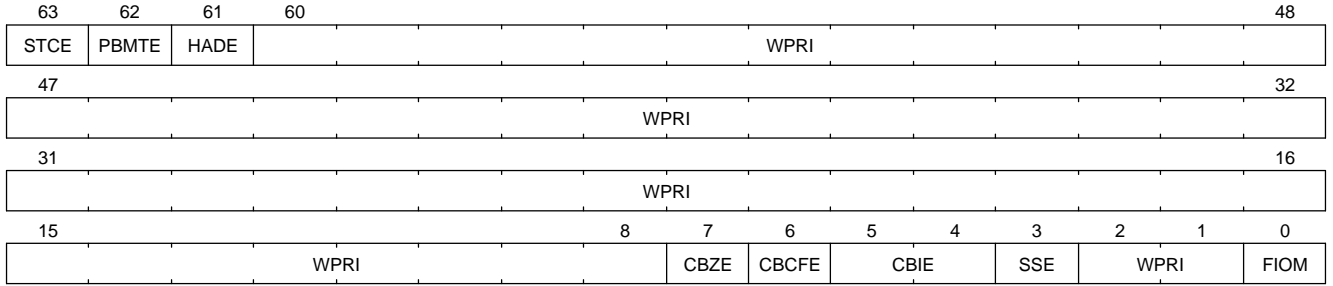 63 62 61 60 48
STCE PBMTE HADE WPRI
47 32
WPRI
31 16
WPRI
15 8 7 6 5 4 3 2 1 0
WPRI CBZE CBCFE CBIE SSE WPRI FIOM